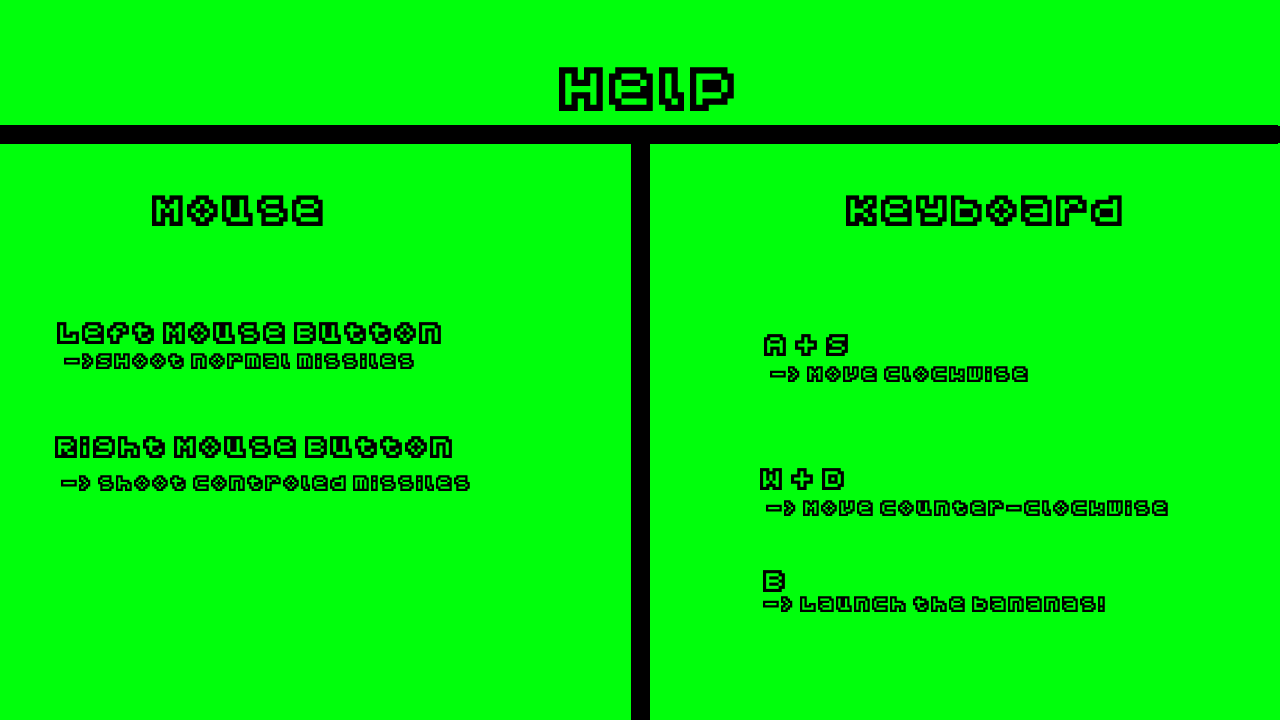 Help
Mouse
Keyboard
Left Mouse Button
->SHoot normal missiles
Right Mouse Button
-> shoot controled missiles
A + S
-> Move clockwise
W + D
-> Move counter-clockwise
B
-> Launch the bananas!